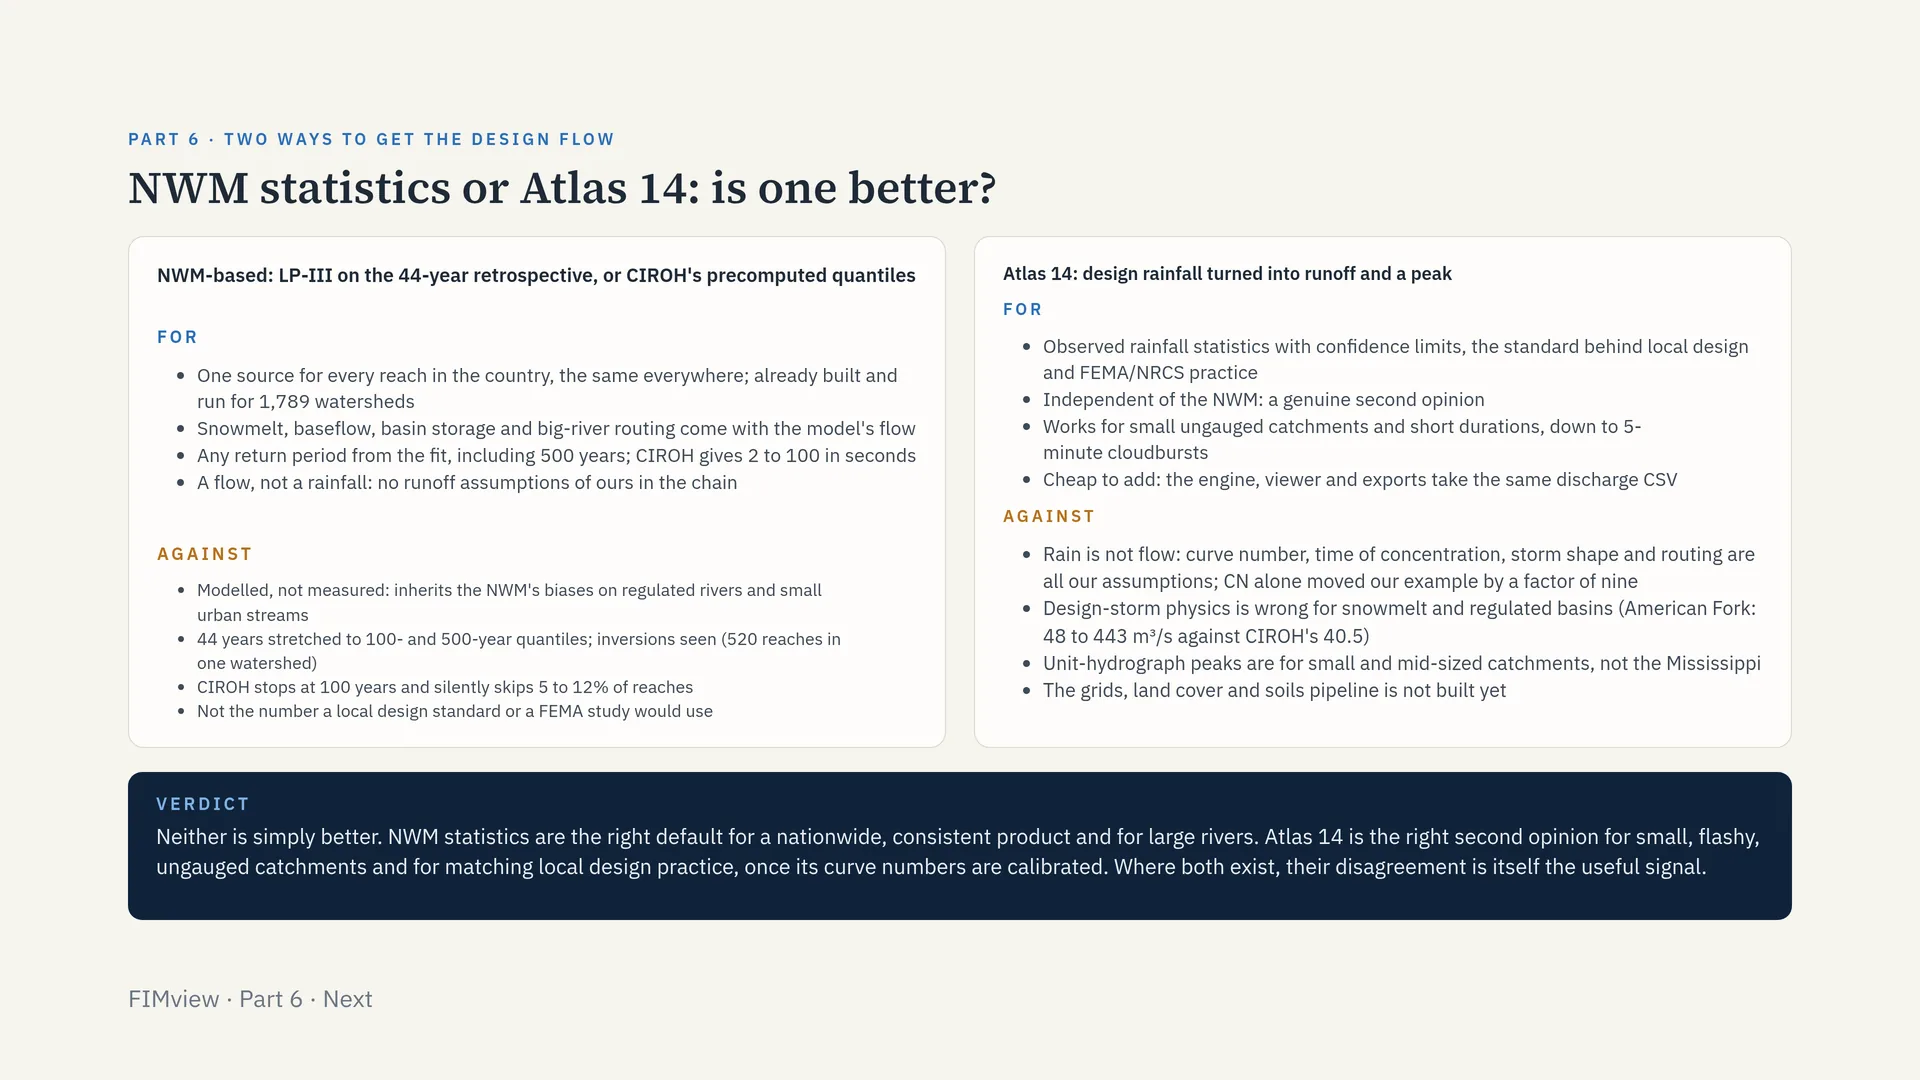 PART 6 · TWO WAYS TO GET THE DESIGN FLOW
NWM statistics or Atlas 14: is one better?
NWM-based: LP-III on the 44-year retrospective, or CIROH's precomputed quantiles
FOR
• One source for every reach in the country, the same everywhere; already built and
run for 1,789 watersheds
• Snowmelt, baseflow, basin storage and big-river routing come with the model's flow
• Any return period from the fit, including 500 years; CIROH gives 2 to 100 in seconds
• A flow, not a rainfall: no runoff assumptions of ours in the chain
AGAINST
• Modelled, not measured: inherits the NWM's biases on regulated rivers and small
urban streams
• 44 years stretched to 100- and 500-year quantiles; inversions seen (520 reaches in
one watershed)
• CIROH stops at 100 years and silently skips 5 to 12% of reaches
• Not the number a local design standard or a FEMA study would use
Atlas 14: design rainfall turned into runoff and a peak
FOR
• Observed rainfall statistics with confidence limits, the standard behind local design
and FEMA/NRCS practice
• Independent of the NWM: a genuine second opinion
• Works for small ungauged catchments and short durations, down to 5-
minute cloudbursts
• Cheap to add: the engine, viewer and exports take the same discharge CSV
AGAINST
• Rain is not flow: curve number, time of concentration, storm shape and routing are
all our assumptions; CN alone moved our example by a factor of nine
• Design-storm physics is wrong for snowmelt and regulated basins (American Fork:
48 to 443 m³/s against CIROH's 40.5)
• Unit-hydrograph peaks are for small and mid-sized catchments, not the Mississippi
• The grids, land cover and soils pipeline is not built yet
VERDICT
Neither is simply better. NWM statistics are the right default for a nationwide, consistent product and for large rivers. Atlas 14 is the right second opinion for small, flashy,
ungauged catchments and for matching local design practice, once its curve numbers are calibrated. Where both exist, their disagreement is itself the useful signal.
FIMview · Part 6 · Next